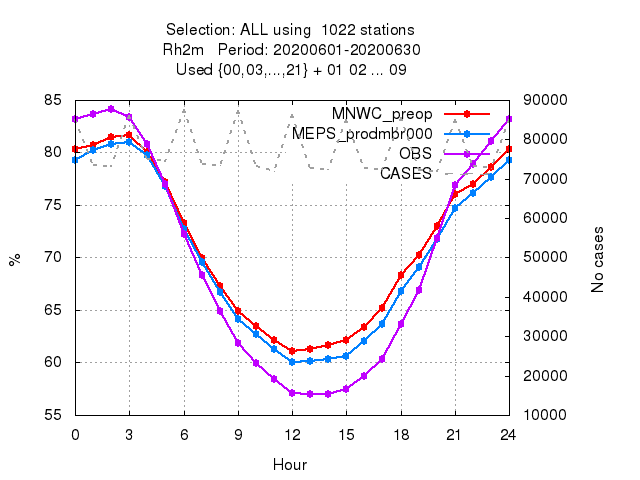 Selection: ALL using  1022 stations
Rh2m   Period: 20200601-20200630
Used {00,03,...,21} + 01 02 ... 09
85
80
75
70
65
60
55
%
90000
80000
70000
60000
50000
40000
30000
20000
10000
No cases
MNWC_preop
MEPS_prodmbr000
OBS
CASES
0 3 6 9 12 15 18 21 24
Hour